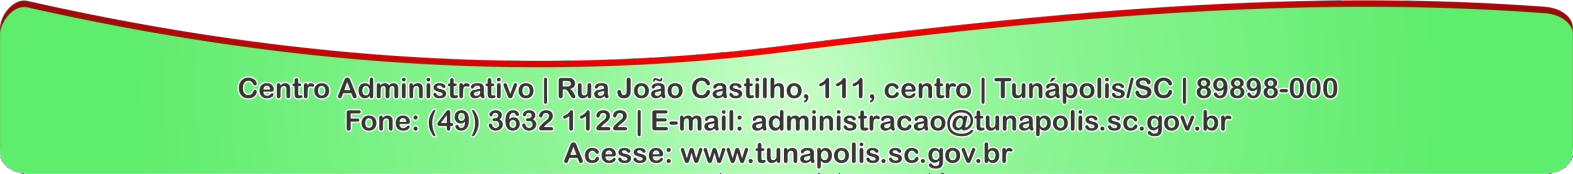 Centro Administrativo | Rua João Castilho, 111, centro | Tunápolis/SC | 89898-000
Fone: (49) 3632 1122 | E-mail: administracao@tunapolis.sc.gov.br
Acesse: www.tunapolis.sc.gov.br